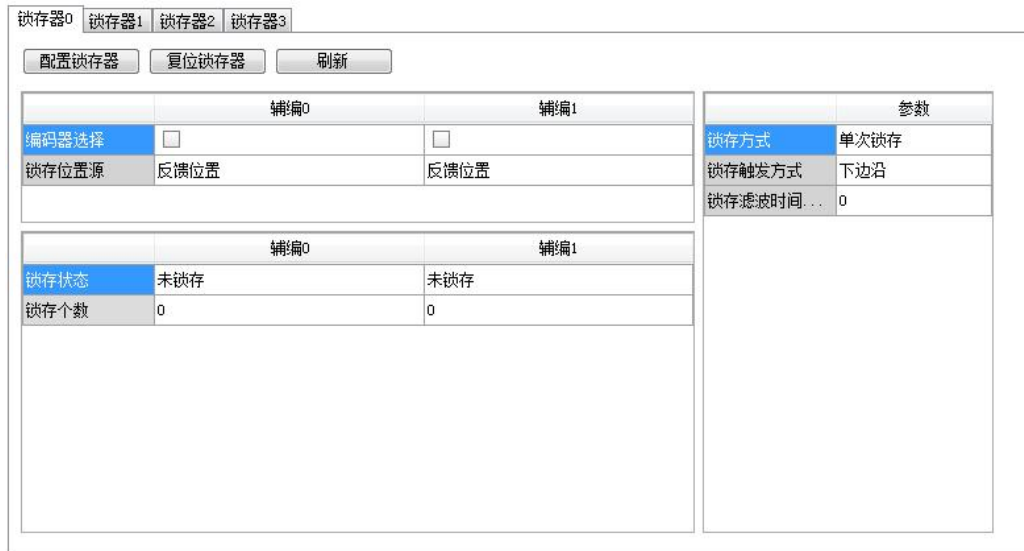 锁存器0 锁存器1 锁存器2 锁存器3
配置锁存器 复位锁存器 刷新
辅编0 辅编1
编码器选择
锁存位置源 反馈位置 反馈位置
辅编0 辅编1
锁存状态 未锁存 未锁存
锁存个数 0 0
参数
锁存方式 单次锁存
锁存触发方式 下边沿
锁存滤波时间... 0